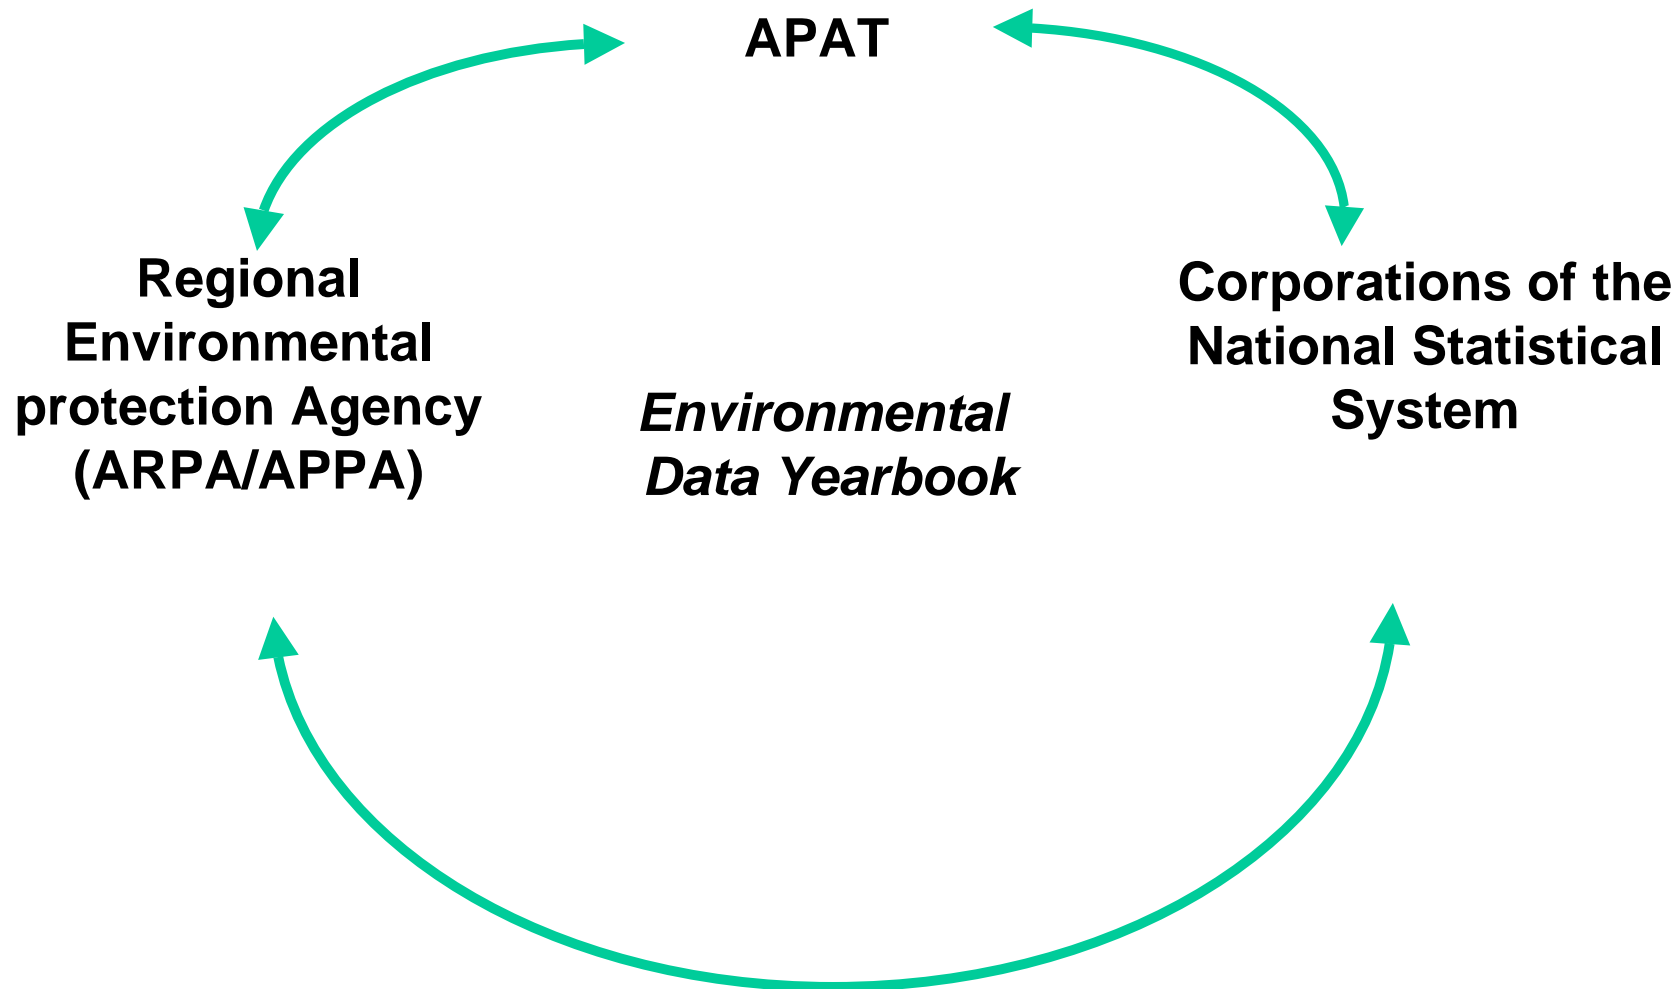 APAT
Regional
Environmental
protection Agency
(ARPA/APPA)
Environmental
Data Yearbook
Corporations of the
National Statistical
System